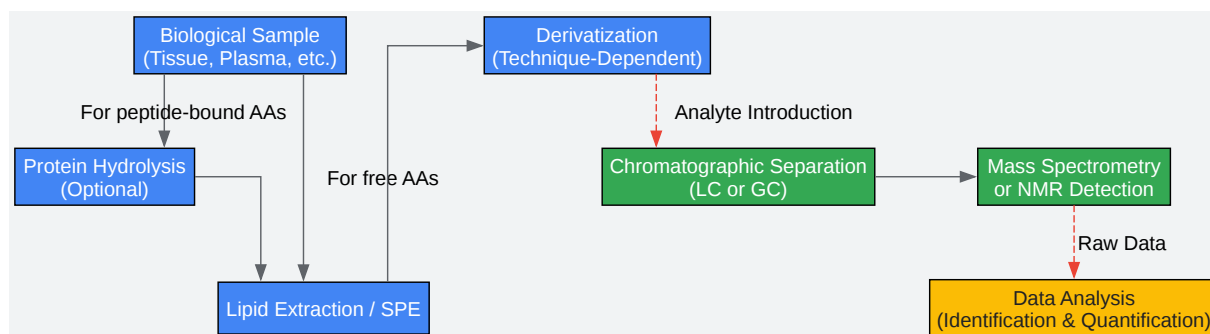 Biological Sample
(Tissue, Plasma, etc.)
Derivatization
(Technique-Dependent)
For peptide-bound AAs
Analyte Introduction
Protein Hydrolysis
(Optional)
For free AAs
Chromatographic Separation
(LC or GC)
Mass Spectrometry
or NMR Detection
Raw Data
Lipid Extraction / SPE
Data Analysis
(Identification & Quantification)